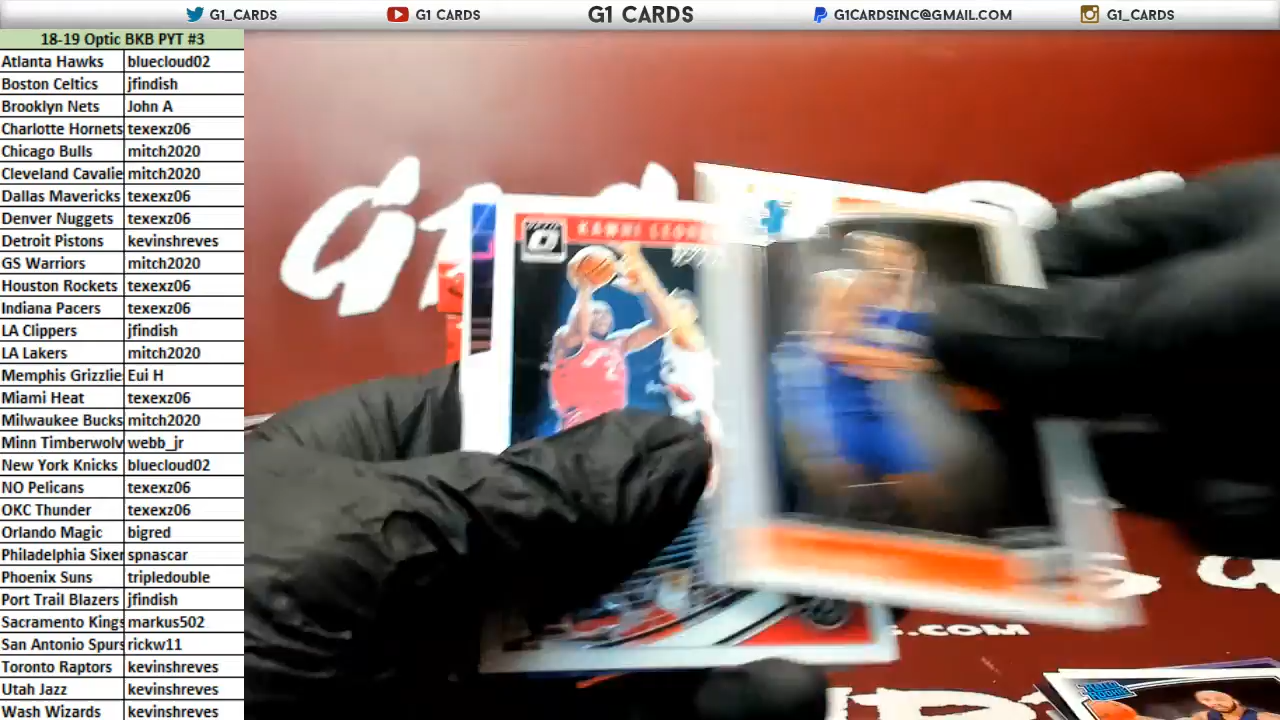 G1_CARDS
G1 CARDS
G1 CARDS
G1CARDSINC@GMAIL.COM
G1_CARDS
18-19 Optic BKB PYT #3
Atlanta Hawks bluecloud02
Boston Celtics jfindish
Brooklyn Nets John A
Charlotte Hornets texexz06
Chicago Bulls mitch2020
Cleveland Cavalie mitch2020
Dallas Mavericks texexz06
Denver Nuggets texexz06
Detroit Pistons kevinshreves
GS Warriors mitch2020
Houston Rockets texexz06
Indiana Pacers texexz06
LA Clippers jfindish
LA Lakers mitch2020
Memphis Grizzlie Eui H
Miami Heat texexz06
Milwaukee Bucks mitch2020
Minn Timberwolv webb_jr
New York Knicks bluecloud02
NO Pelicans texexz06
OKC Thunder texexz06
Orlando Magic bigred
Philadelphia Sixer spnascar
Phoenix Suns tripledouble
Port Trail Blazers jfindish
Sacramento Kings markus502
San Antonio Spurs rickw11
Toronto Raptors kevinshreves
Utah Jazz kevinshreves
Wash Wizards kevinshreves
KAWHI
S.COM